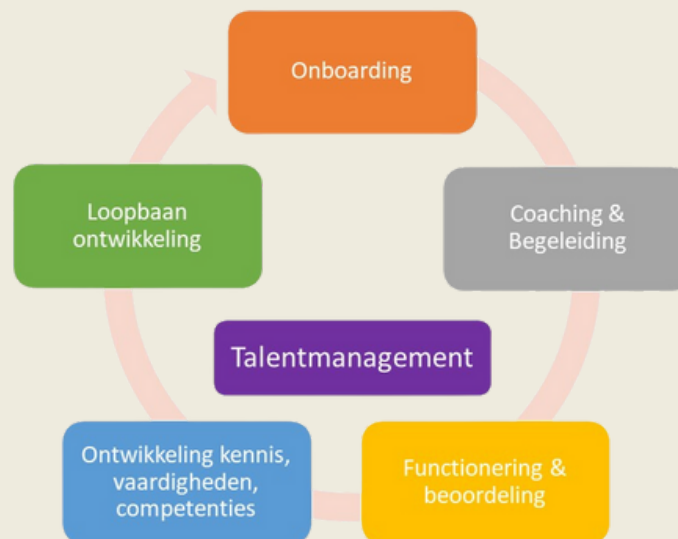 Onboarding
Coaching &
Begeleiding
Functionering &
beoordeling
Ontwikkeling kennis,
vaardigheden,
competenties
Loopbaan
ontwikkeling
Talentmanagement